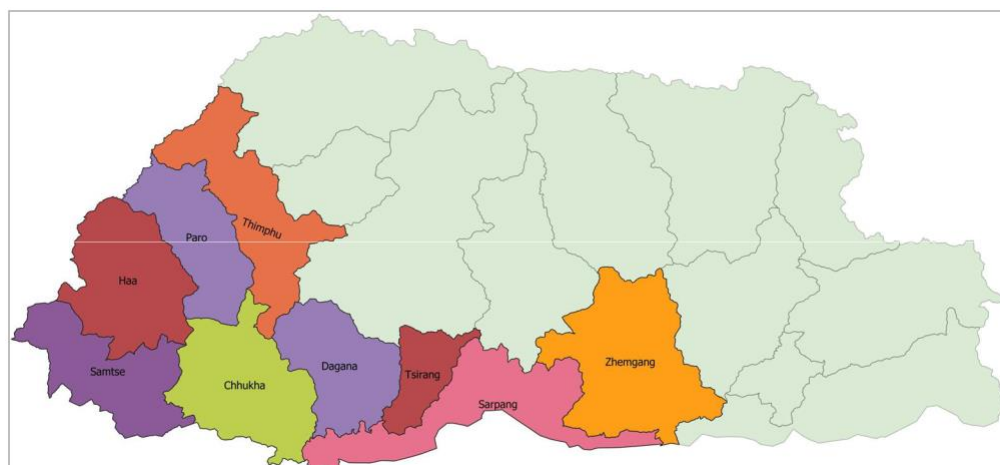 Thimphu
Paro
Haa
Samtse
Chhukha
Dagana
Tsirang
Sarpang
Zhemgang